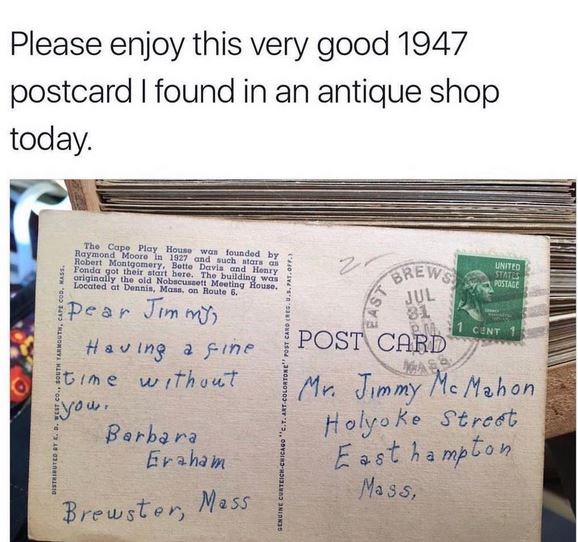 Please enjoy this very good 1947
postcard I found in an antique shop
today.
The Cape Play House was founded by
Raymond Moore in 1927 and such stars as
Robert Montgomery, Bette Davis and Henry
Fonda got their start here. The building was
originally the old Nobscussett Meeting House.
Located at Dennis, Mass. on Route 6.
Dear Jimmy,
Having a fine
time without
you.
Barbara
Eraham
Brewster, Mass
DISTRIBUTED BY E. D. WEST CO., SOUTH YARMOUTH, CAPE COD, MASS.
GENUINE CURTEICH-CHICAGO "C.T. ART-COLORTONE" POST CARD (REG. U.S. PAT. OFF.)
2
EAST BREWS
JUL
31
P.M.
MASS.
UNITED
STATES
POSTAGE
1 CENT 1
POST CARD
Mr. Jimmy McMahon
Holyoke Street
Easthampton
Mass,